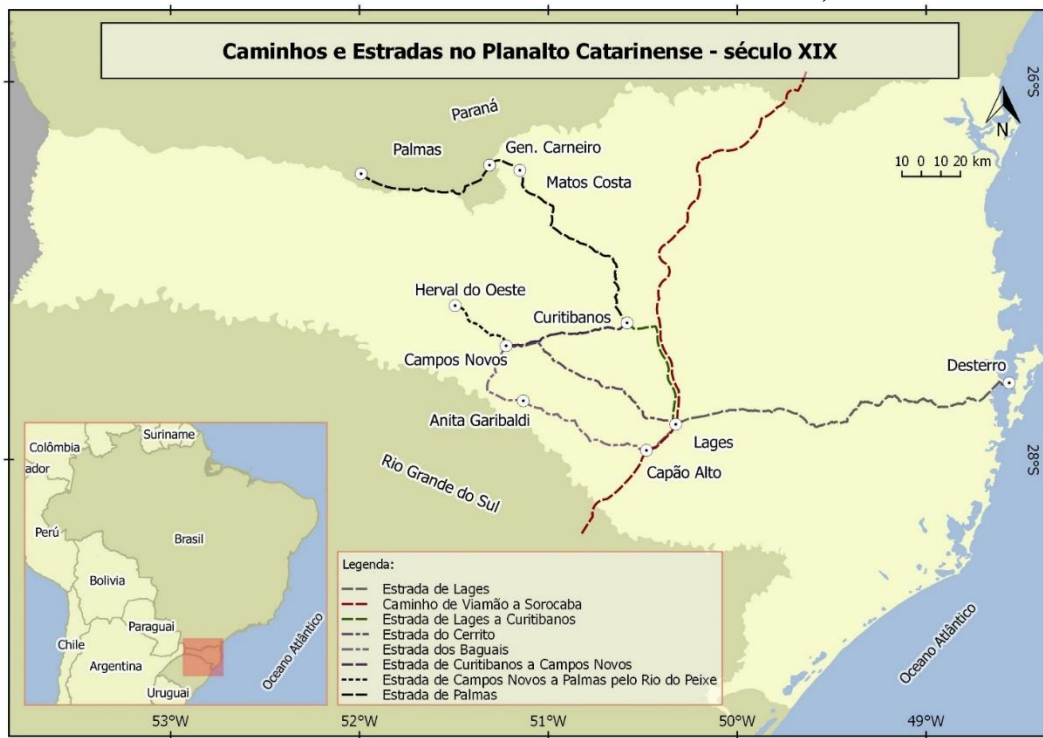 Caminhos e Estradas no Planalto Catarinense - século XIX
26°S
Paraná
N
Palmas
Gen. Carneiro
Matos Costa
10 0 10 20 km
Herval do Oeste
Curitibanos
Campos Novos
Desterro
Anita Garibaldi
Lages
Capão Alto
28°S
Rio Grande do Sul
Colômbia
Suriname
ador
Perú
Brasil
Bolivia
Paraguai
Chile
Argentina
Uruguai
Oceano Atlântico
Legenda:
Estrada de Lages
Caminho de Viamão a Sorocaba
Estrada de Lages a Curitibanos
Estrada do Cerrito
Estrada dos Baguais
Estrada de Curitibanos a Campos Novos
Estrada de Campos Novos a Palmas pelo Rio do Peixe
Estrada de Palmas
Oceano Atlântico
53°W
52°W
51°W
50°W
49°W